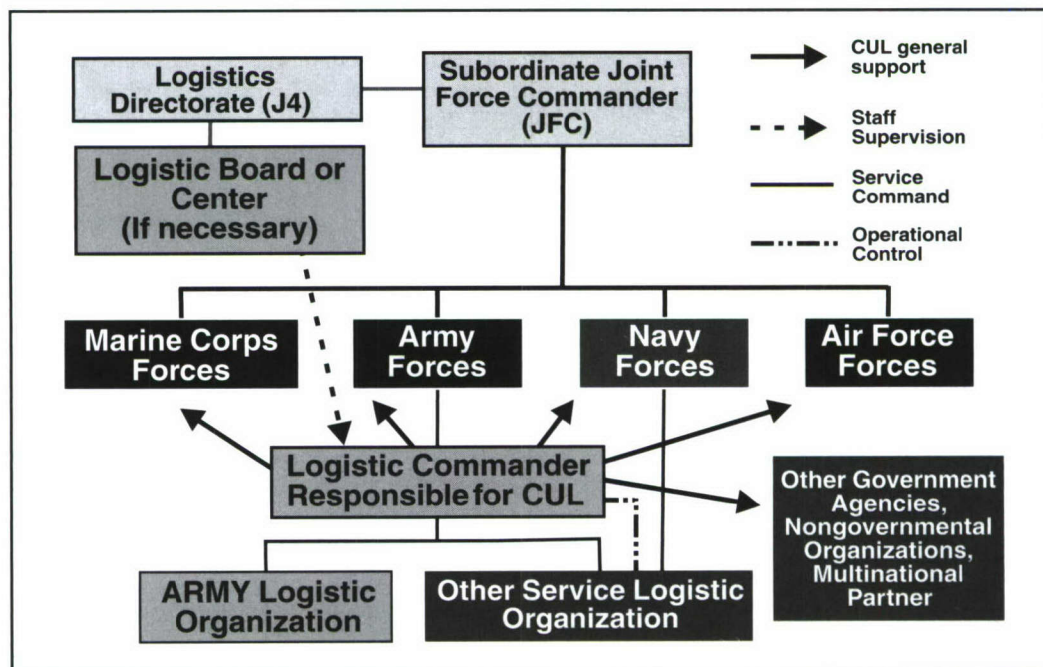 Logistics
Directorate (J4)
Subordinate Joint
Force Commander
(JFC)
CUL general
support
Staff
Supervision
Service
Command
Operational
Control
Logistic Board or
Center
(If necessary)
Marine Corps
Forces
Army
Forces
Navy
Forces
Air Force
Forces
Logistic Commander
Responsible for CUL
Other Government
Agencies,
Nongovernmental
Organizations,
Multinational
Partner
ARMY Logistic
Organization
Other Service Logistic
Organization